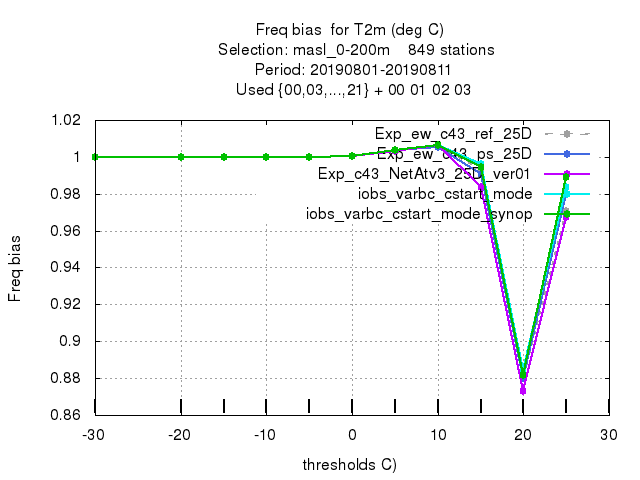 Freq bias  for T2m (deg C)
Selection: masl_0-200m    849 stations
Period: 20190801-20190811
Used {00,03,...,21} + 00 01 02 03
1.02
1
0.98
0.96
0.94
0.92
0.9
0.88
0.86
Freq bias
Exp_ew_c43_ref_25D
Exp_ew_c43_ps_25D
Exp_c43_NetAtv3_25D_ver01
iobs_varbc_cstart_mode
iobs_varbc_cstart_mode_synop
-30 -20 -10 0 10 20 30
thresholds C)